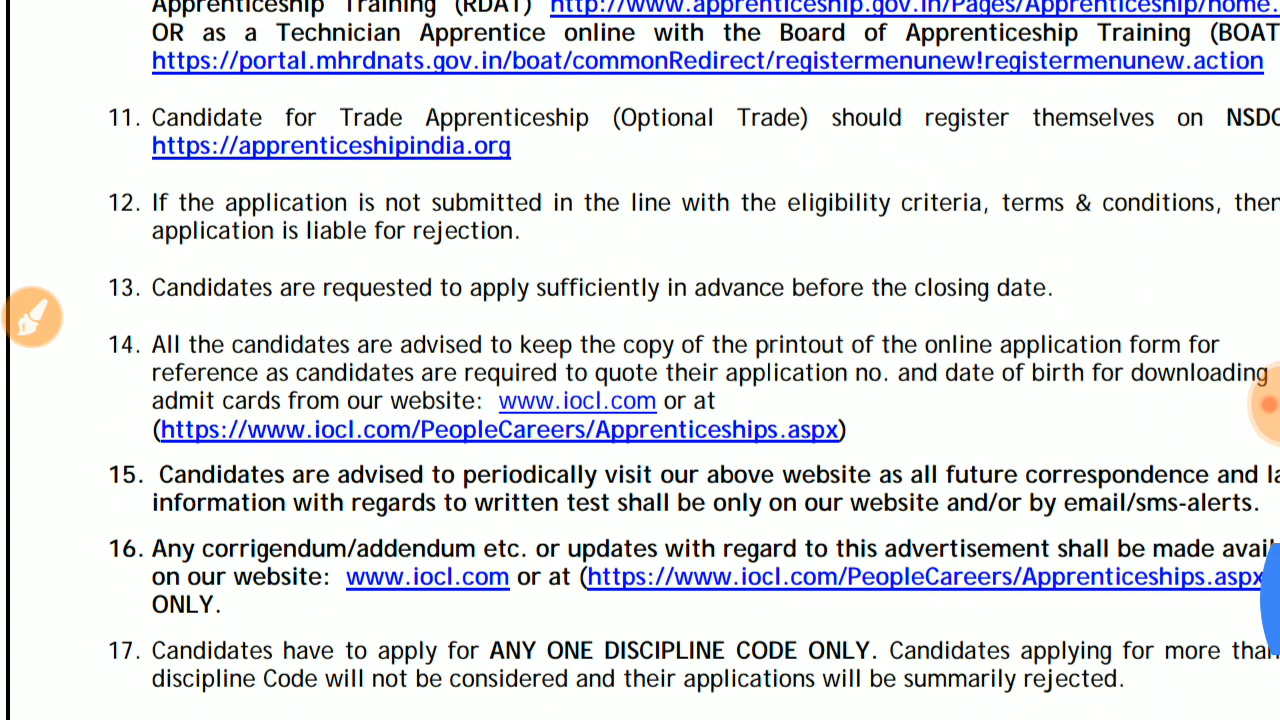 Apprenticeship Training (RDAT) http://www.apprenticeship.gov.in/Pages/Apprenticeship/home.
OR as a Technician Apprentice online with the Board of Apprenticeship Training (BOAT
https://portal.mhrdnats.gov.in/boat/commonRedirect/registermenunew!registermenunew.action
11. Candidate for Trade Apprenticeship (Optional Trade) should register themselves on NSDC
https://apprenticeshipindia.org
12. If the application is not submitted in the line with the eligibility criteria, terms & conditions, then
application is liable for rejection.
13. Candidates are requested to apply sufficiently in advance before the closing date.
14. All the candidates are advised to keep the copy of the printout of the online application form for
reference as candidates are required to quote their application no. and date of birth for downloading
admit cards from our website: www.iocl.com or at
(https://www.iocl.com/PeopleCareers/Apprenticeships.aspx)
15. Candidates are advised to periodically visit our above website as all future correspondence and la
information with regards to written test shall be only on our website and/or by email/sms-alerts.
16. Any corrigendum/addendum etc. or updates with regard to this advertisement shall be made avail
on our website: www.iocl.com or at (https://www.iocl.com/PeopleCareers/Apprenticeships.aspx
ONLY.
17. Candidates have to apply for ANY ONE DISCIPLINE CODE ONLY. Candidates applying for more than
discipline Code will not be considered and their applications will be summarily rejected.